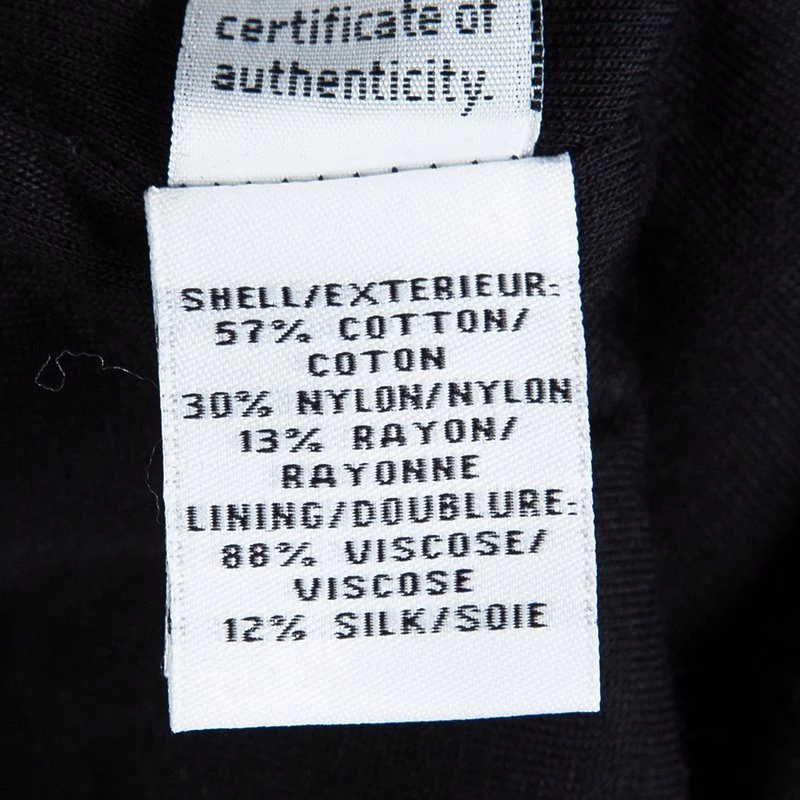 certificate of
authenticity.
SHELL/EXTERIEUR:
57% COTTON/
COTON
30% NYLON/NYLON
13% RAYON/
RAYONNE
LINING/DOUBLURE:
88% VISCOSE/
VISCOSE
12% SILK/SOIE